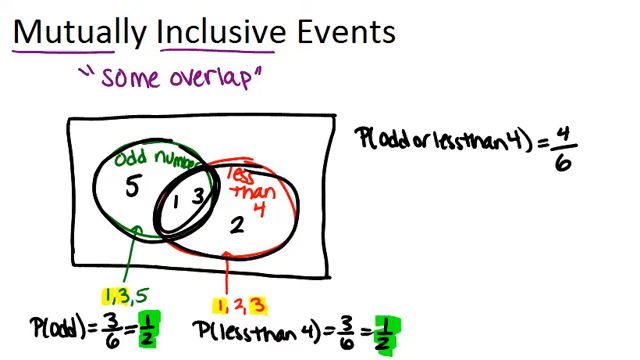 Mutually Inclusive Events
"some overlap"
P(odd or less than 4) = 4/6
odd number
less
than
4
5
1 3
2
1, 3, 5
1, 2, 3
P(odd) = 3/6 = 1/2
P(less than 4) = 3/6 = 1/2